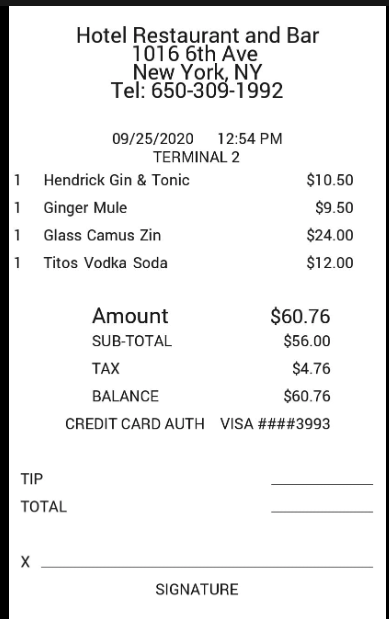 Hotel Restaurant and Bar
1016 6th Ave
New York, NY
Tel: 650-309-1992
09/25/2020 12:54 PM
TERMINAL 2
1 Hendrick Gin & Tonic $10.50
1 Ginger Mule $9.50
1 Glass Camus Zin $24.00
1 Titos Vodka Soda $12.00
Amount $60.76
SUB-TOTAL $56.00
TAX $4.76
BALANCE $60.76
CREDIT CARD AUTH VISA ####3993
TIP
TOTAL
X
SIGNATURE